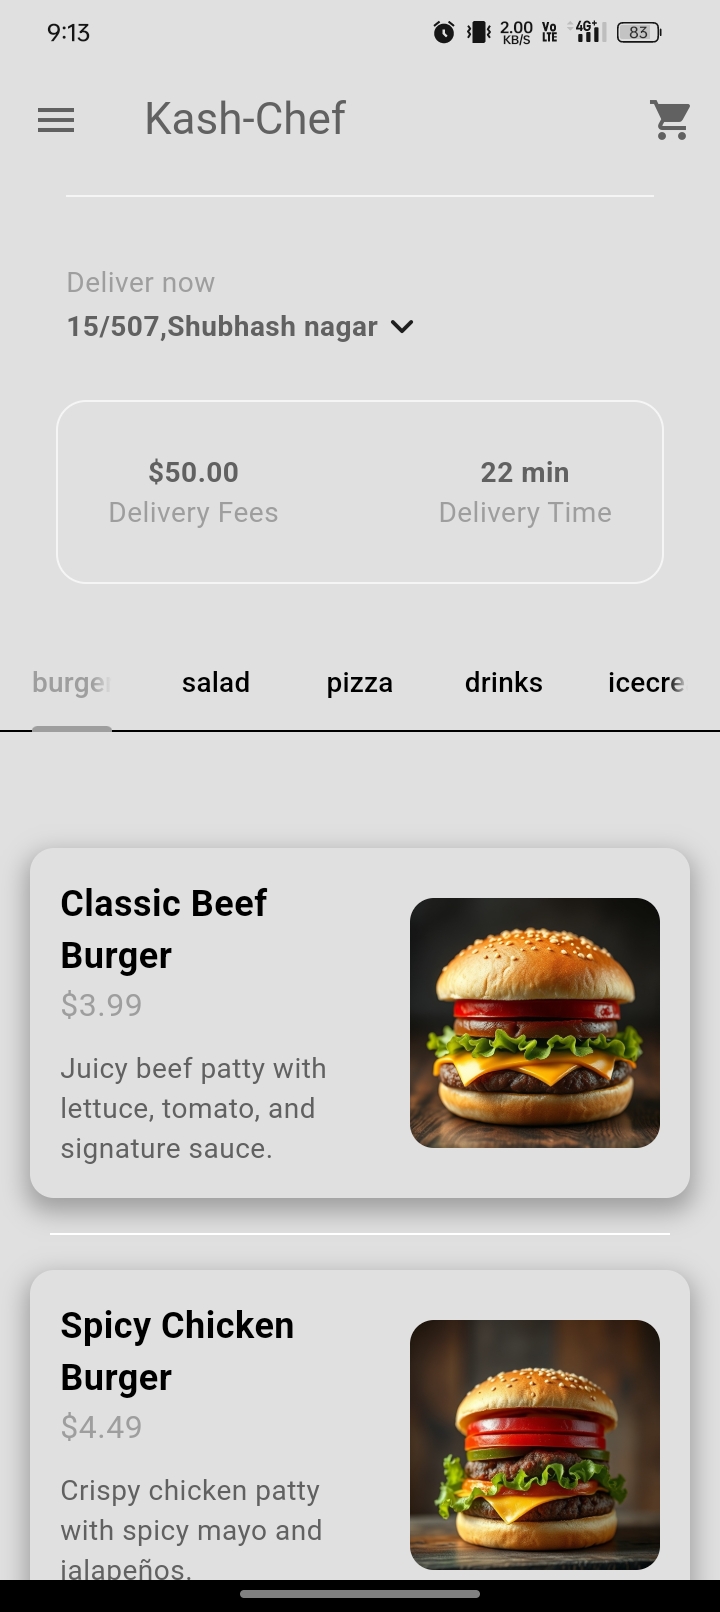 9:13
2.00 KB/S Vo LTE 4G+ 83
Kash-Chef
Deliver now
15/507,Shubhash nagar
$50.00 22 min
Delivery Fees Delivery Time
burger salad pizza drinks icecre
Classic Beef
Burger
$3.99
Juicy beef patty with
lettuce, tomato, and
signature sauce.
Spicy Chicken
Burger
$4.49
Crispy chicken patty
with spicy mayo and
jalapeños.